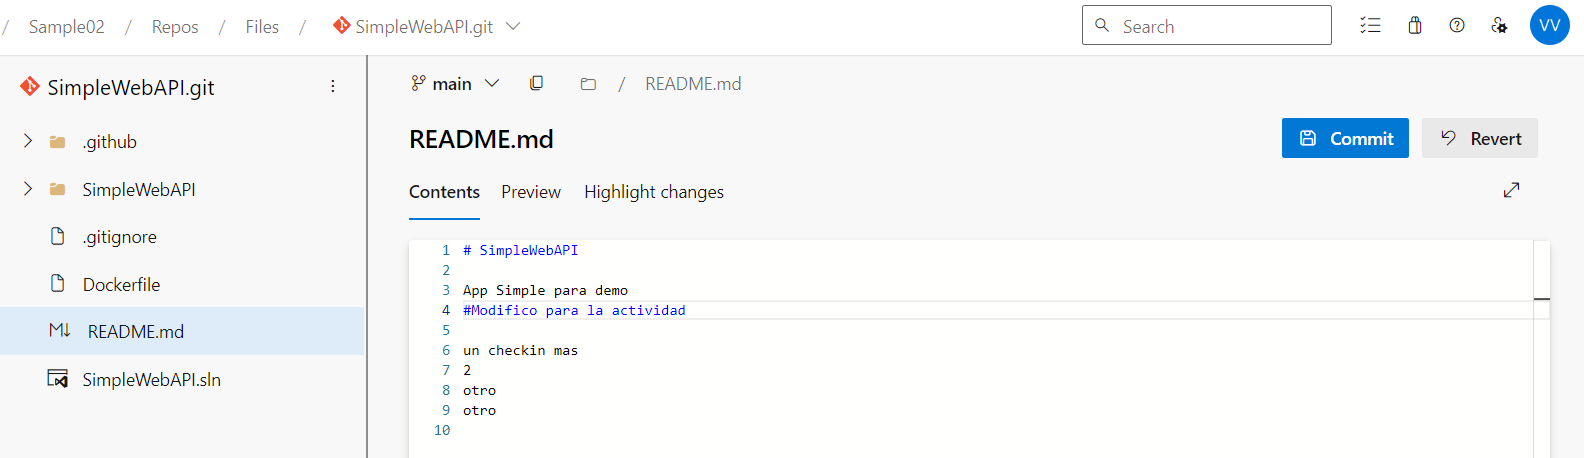 / Sample02 / Repos / Files / SimpleWebAPI.git
Search
VV
SimpleWebAPI.git
.github
SimpleWebAPI
.gitignore
Dockerfile
M↓ README.md
SimpleWebAPI.sln
main / README.md
README.md
Commit
Revert
Contents Preview Highlight changes
1 # SimpleWebAPI
2
3 App Simple para demo
4 #Modifico para la actividad
5
6 un checkin mas
7 2
8 otro
9 otro
10